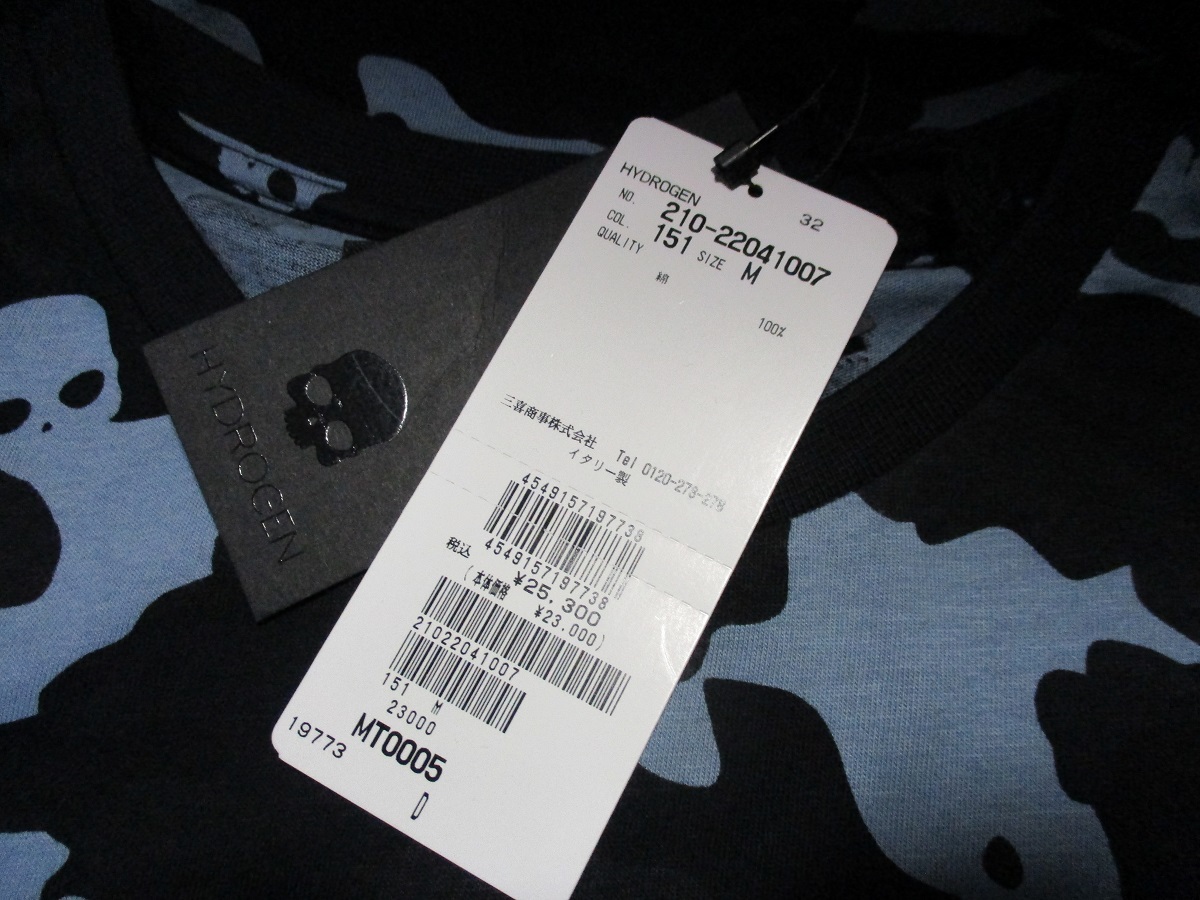 HYDROGEN
32
NO. 210-22041007
COL. 151 SIZE M
QUALITY
綿 100%
三喜商事株式会社 Tel 0120-273-278
イタリー製
4549157197738
4549157197738
税込 ¥25,300
(本体価格 ¥23,000)
21022041007
151 M
23000
19773 MT0005
D
HYDROGEN